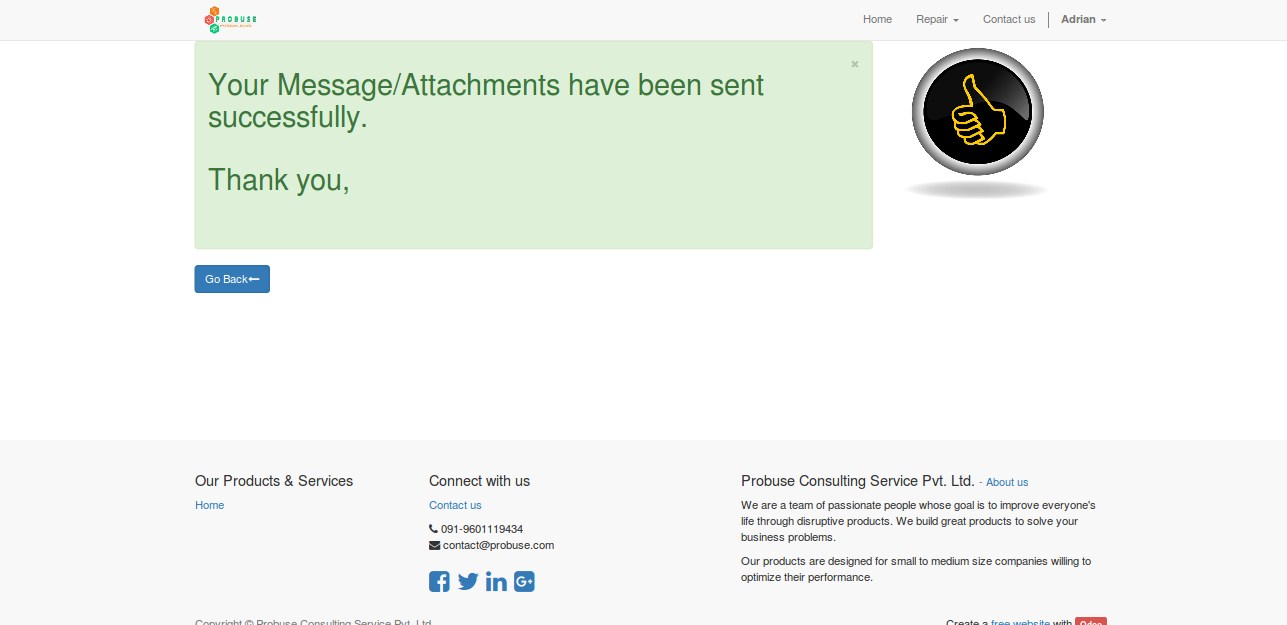 PROBUSE
Home Repair Contact us Adrian
×
Your Message/Attachments have been sent
successfully.
Thank you,
Go Back
Our Products & Services
Home
Connect with us
Contact us
091-9601119434
contact@probuse.com
Probuse Consulting Service Pvt. Ltd. - About us
We are a team of passionate people whose goal is to improve everyone's
life through disruptive products. We build great products to solve your
business problems.
Our products are designed for small to medium size companies willing to
optimize their performance.
Copyright © Probuse Consulting Service Pvt. Ltd.
Create a free website with Odoo